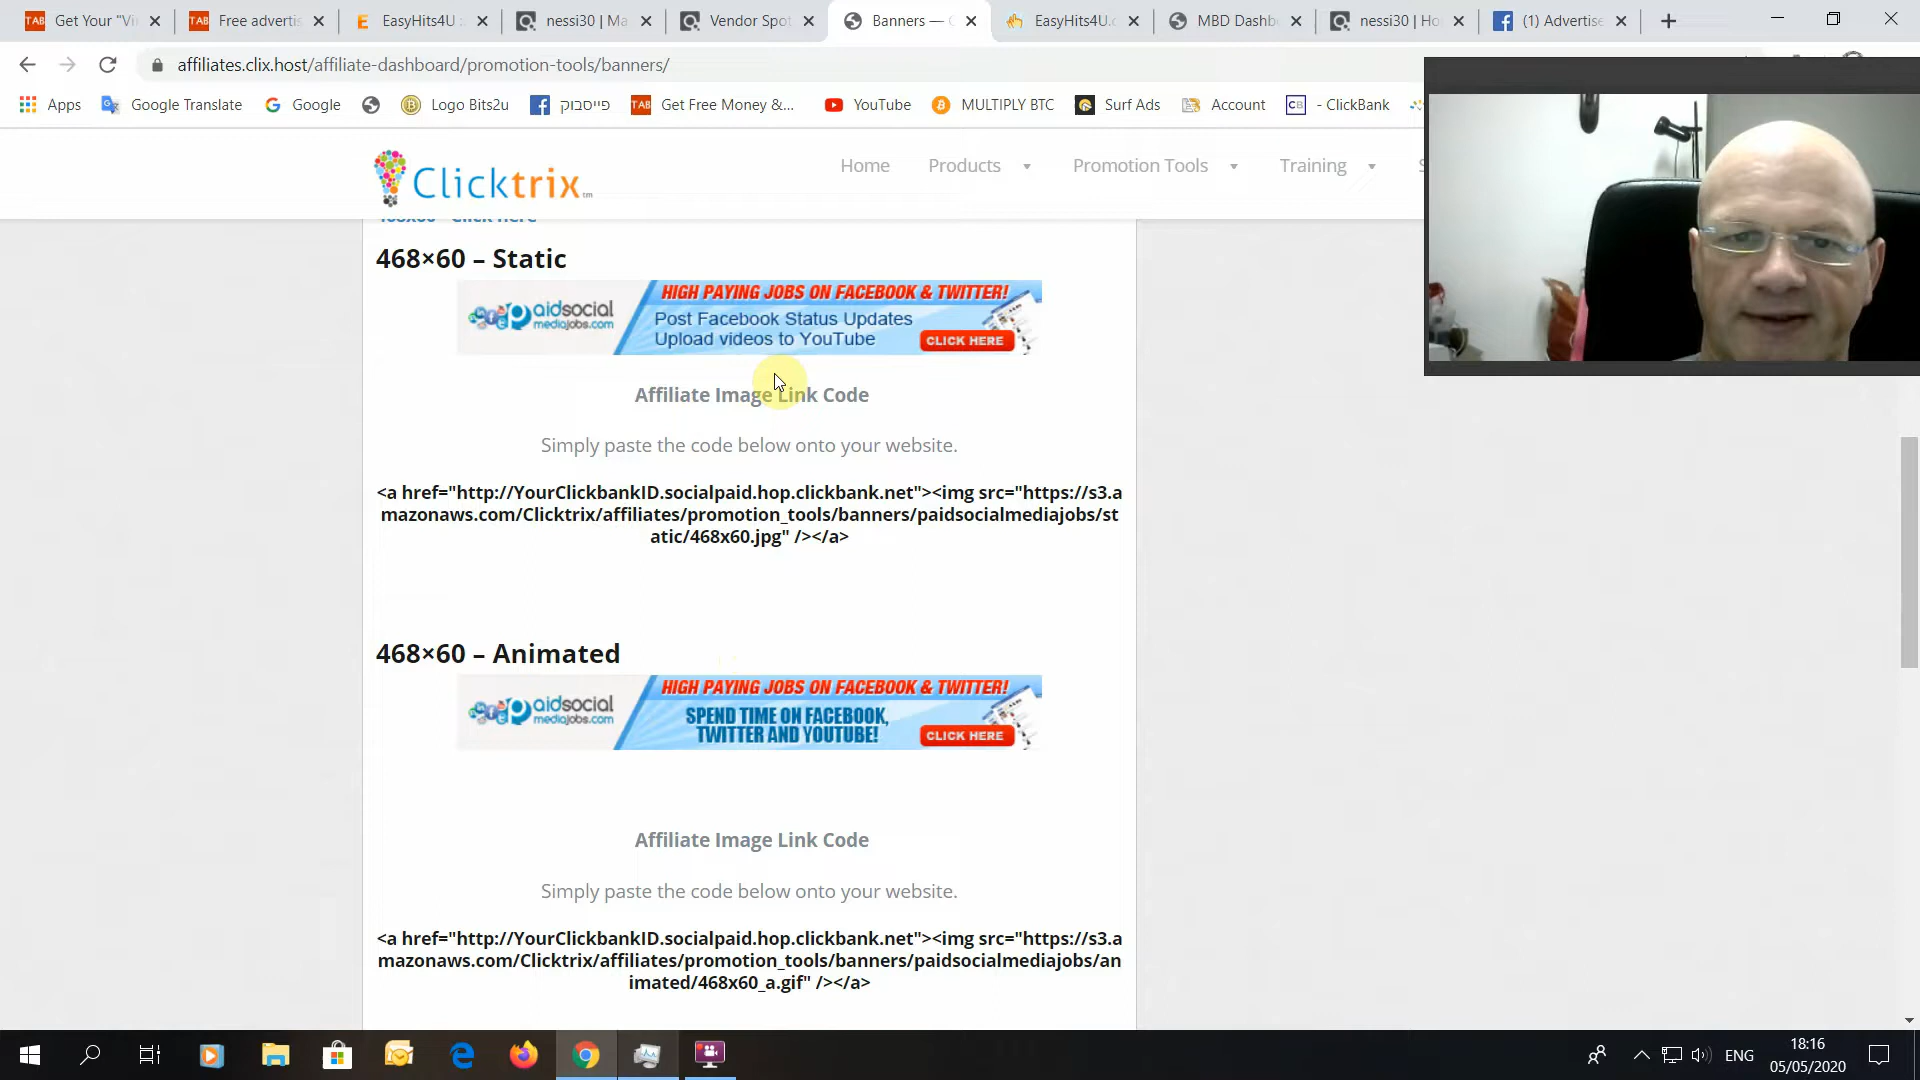 Get Your "Vi
Free advertis
EasyHits4U
nessi30 | Ma
Vendor Spot
Banners —
EasyHits4U.c
MBD Dashb
nessi30 | Ho
(1) Advertise
affiliates.clix.host/affiliate-dashboard/promotion-tools/banners/
Apps
Google Translate
Google
Logo Bits2u
פייסבוק
TAB
Get Free Money &...
YouTube
MULTIPLY BTC
Surf Ads
Account
CB
- ClickBank
Clicktrix™
Home
Products
Promotion Tools
Training
468x60 - Click here
468×60 – Static
paidsocial
mediajobs.com
HIGH PAYING JOBS ON FACEBOOK & TWITTER!
Post Facebook Status Updates
Upload videos to YouTube
CLICK HERE
Affiliate Image Link Code
Simply paste the code below onto your website.
<a href="http://YourClickbankID.socialpaid.hop.clickbank.net"><img src="https://s3.a
mazonaws.com/Clicktrix/affiliates/promotion_tools/banners/paidsocialmediajobs/st
atic/468x60.jpg" /></a>
468×60 – Animated
paidsocial
mediajobs.com
HIGH PAYING JOBS ON FACEBOOK & TWITTER!
SPEND TIME ON FACEBOOK,
TWITTER AND YOUTUBE!
CLICK HERE
Affiliate Image Link Code
Simply paste the code below onto your website.
<a href="http://YourClickbankID.socialpaid.hop.clickbank.net"><img src="https://s3.a
mazonaws.com/Clicktrix/affiliates/promotion_tools/banners/paidsocialmediajobs/an
imated/468x60_a.gif" /></a>
ENG
18:16
05/05/2020